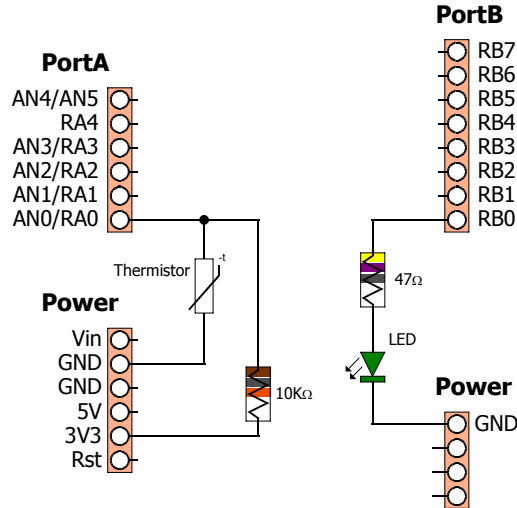 PortB
RB7
RB6
RB5
RB4
RB3
RB2
RB1
RB0
PortA
AN4/AN5
RA4
AN3/RA3
AN2/RA2
AN1/RA1
AN0/RA0
Thermistor
-t
47Ω
LED
Power
Vin
GND
GND
5V
3V3
Rst
10KΩ
Power
GND